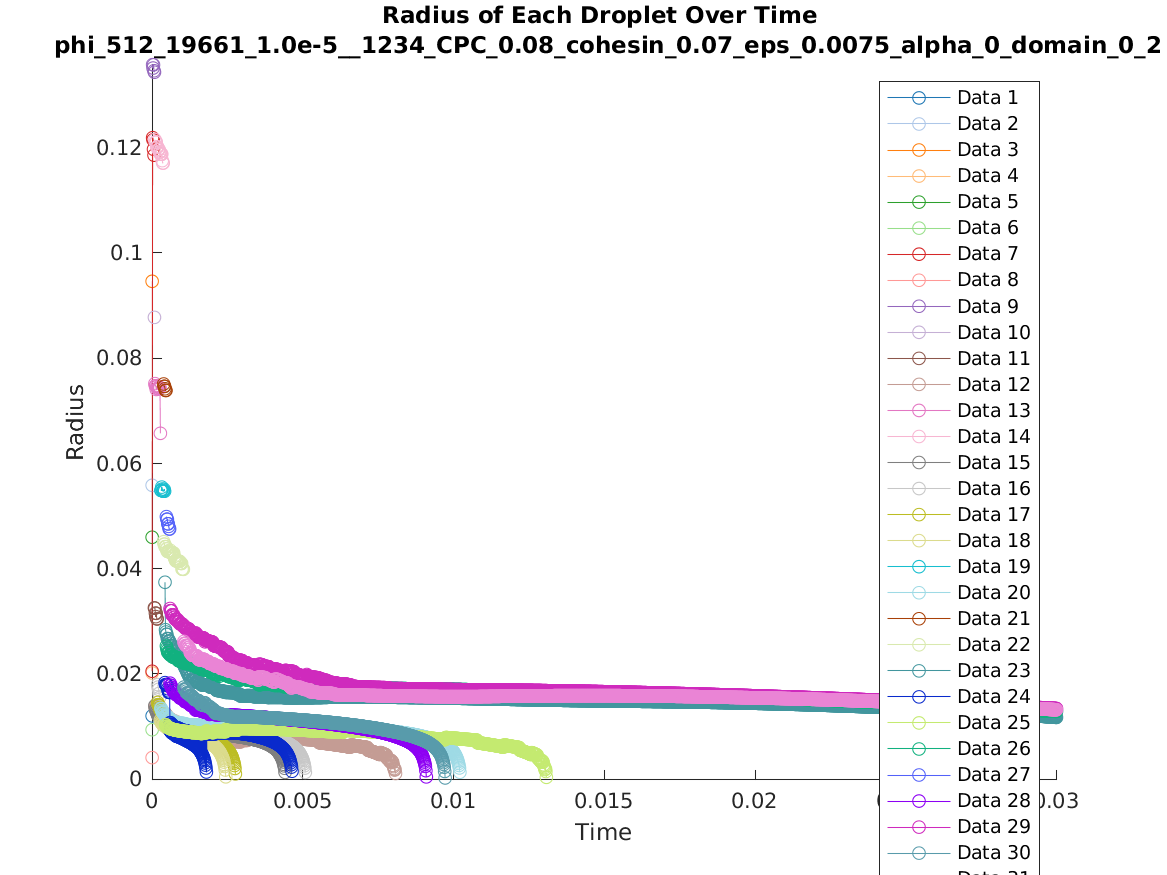 Radius of Each Droplet Over Time
phi_512_19661_1.0e-5__1234_CPC_0.08_cohesin_0.07_eps_0.0075_alpha_0_domain_0_2
0.12
0.1
0.08
0.06
0.04
0.02
0
Radius
0
0.005
0.01
0.015
0.02
0.03
Time
Data 1
Data 2
Data 3
Data 4
Data 5
Data 6
Data 7
Data 8
Data 9
Data 10
Data 11
Data 12
Data 13
Data 14
Data 15
Data 16
Data 17
Data 18
Data 19
Data 20
Data 21
Data 22
Data 23
Data 24
Data 25
Data 26
Data 27
Data 28
Data 29
Data 30